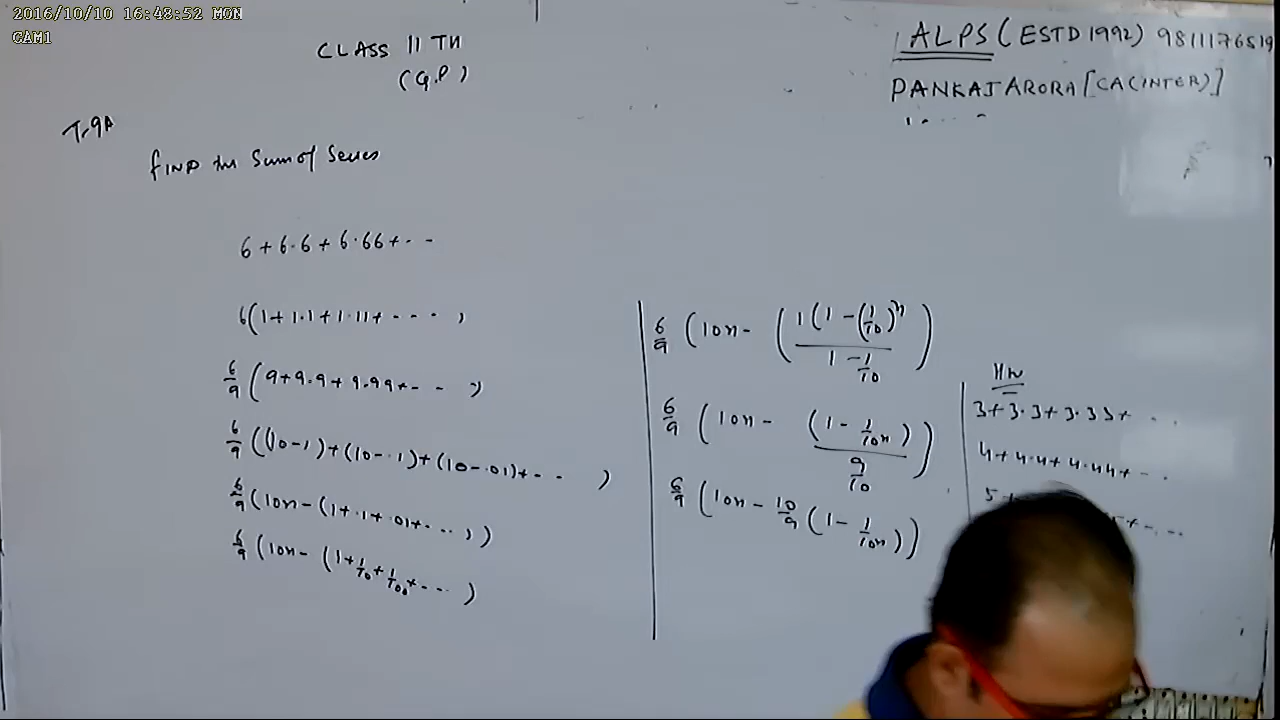 2016/10/10 16:48:52 MON
CAM1
CLASS 11 TH
(G.P)
ALPS (ESTD 1992) 9811176519
PANKAJ ARORA [CA(INTER)]
T-9A
FIND the Sum of Series
6 + 6.6 + 6.66 + - -
6(1 + 1.1 + 1.11 + - - - - )
6/9 (9 + 9.9 + 9.99 + - - )
6/9 ((10-1) + (10-.1) + (10-.01) + - - )
6/9 (10n - (1 + .1 + .01 + - - - ))
6/9 (10n - (1 + 1/10 + 1/100 + - - - )
6/9 (10n - (1(1 - (1/10)^n / 1 - 1/10)
6/9 (10n - (1 - 1/10n) / 9/10)
6/9 (10n - 10/9 (1 - 1/10n))
HW
3 + 3.3 + 3.33 + - - -
4 + 4.4 + 4.44 + - - -
5 +